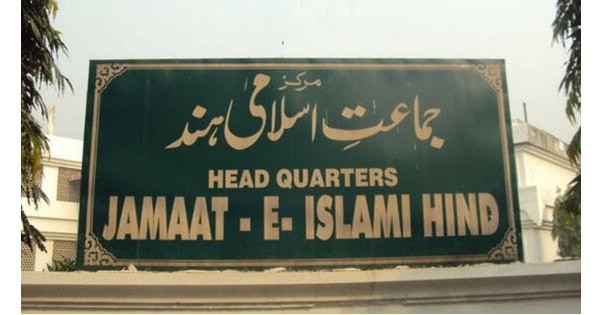 مرکز
جماعتِ اسلامی ہند
HEAD QUARTERS
JAMAAT - E - ISLAMI HIND